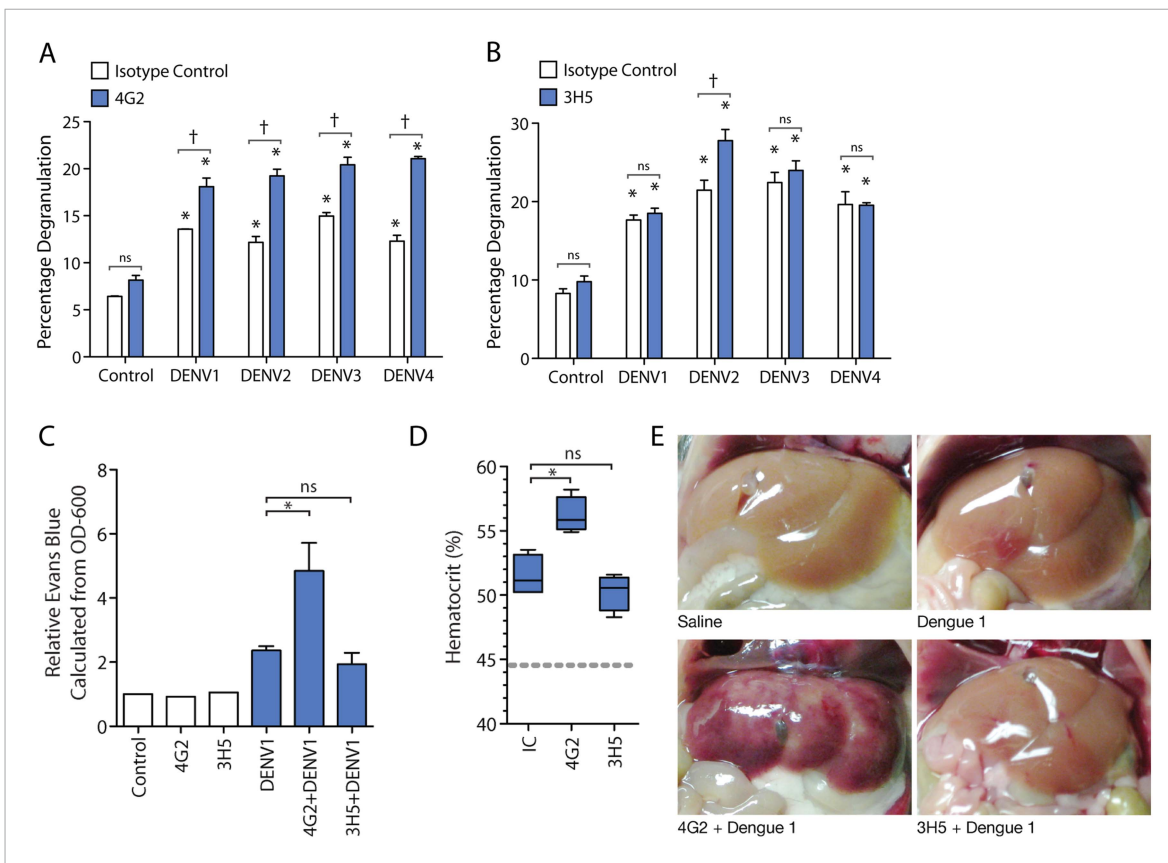 A
Isotype Control
4G2
Percentage Degranulation
25
20
15
10
5
0
ns
* † *
* † *
* † *
* † *
Control DENV1 DENV2 DENV3 DENV4
B
Isotype Control
3H5
Percentage Degranulation
30
20
10
0
ns
* ns *
* † *
* ns *
* ns *
Control DENV1 DENV2 DENV3 DENV4
C
Relative Evans Blue
Calculated from OD-600
8
6
4
2
0
ns
*
Control
4G2
3H5
DENV1
4G2+DENV1
3H5+DENV1
D
Hematocrit (%)
60
55
50
45
40
ns
*
IC
4G2
3H5
E
Saline
Dengue 1
4G2 + Dengue 1
3H5 + Dengue 1